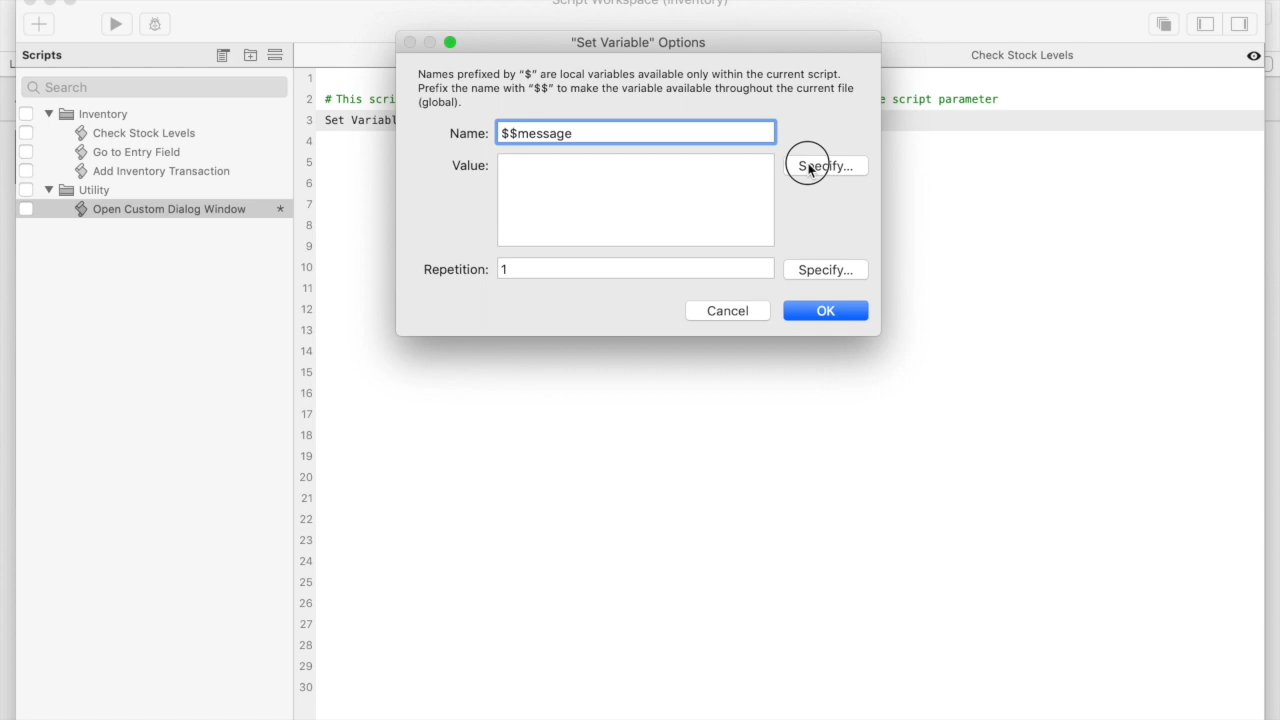 Script Workspace (Inventory)
"Set Variable" Options
Scripts
Check Stock Levels
Search
Names prefixed by "$" are local variables available only within the current script.
Prefix the name with "$$" to make the variable available throughout the current file
(global).
1
2 # This scri
e script parameter
3 Set Variabl
4
5
6
7
8
9
10
11
12
13
14
15
16
17
18
19
20
21
22
23
24
25
26
27
28
29
30
Inventory
Check Stock Levels
Go to Entry Field
Add Inventory Transaction
Utility
Open Custom Dialog Window *
Name: $$message
Value: Specify...
Repetition: 1 Specify...
Cancel OK